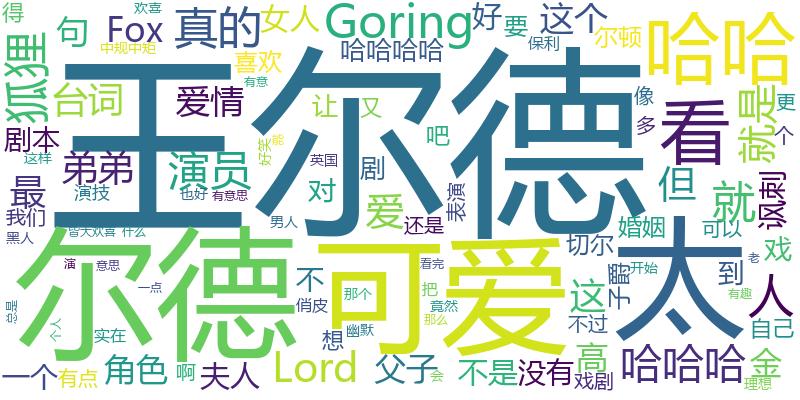 得 欢喜 Fox 真的 女人 Goring 好 要 这个 尔顿 哈哈
中规中矩 句 哈哈哈哈 保利
狐狸 台词 有意 喜欢
王尔德
让 又 像 看 就是 更
剧本 爱情 多 个
弟弟 演员 好笑 能 英国 对 剧 吧 表演 但 就 讽刺
这样 最 演技 也好 有意思 爱 还是
我们 男人 婚姻 可以 戏
黑人 皆大欢喜 什么 切尔
尔德 可爱 太 到 人
演 意思 不 看完 这 子爵 开始 老
总是 一点 俏皮 那个 把 竟然 不过 有趣 自己
人心 实在 想 幽默 那么 高 哈哈哈 金
一个 有点 角色 啊 夫人 Lord 父子 会 不是 没有 戏剧 理想